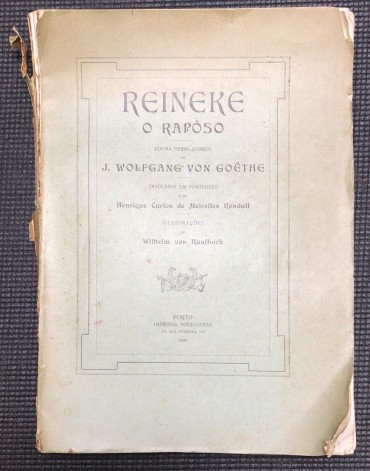 REINEKE
O RAPÔSO
POEMA HEROI-COMICO
DE
J. WOLFGANG VON GOËTHE
TRADUZIDO EM PORTUGUEZ
POR
Henrique Carlos de Meirelles Kendall
ILLUSTRAÇÕES
DE
Wilhelm von Kaulbach
PORTO
IMPRENSA PORTUGUEZA